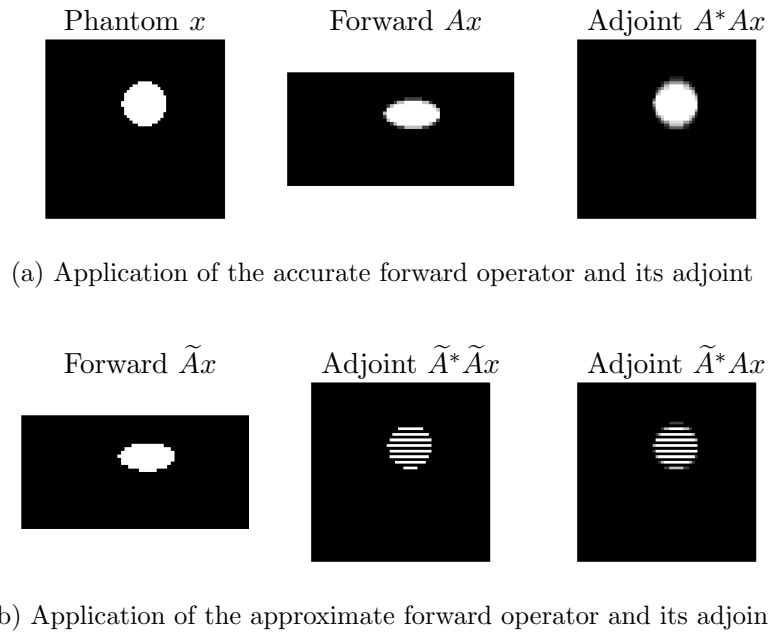 Phantom x Forward Ax Adjoint A*Ax
(a) Application of the accurate forward operator and its adjoint
Forward Ãx Adjoint Ã*Ãx Adjoint Ã*Ax
b) Application of the approximate forward operator and its adjoin